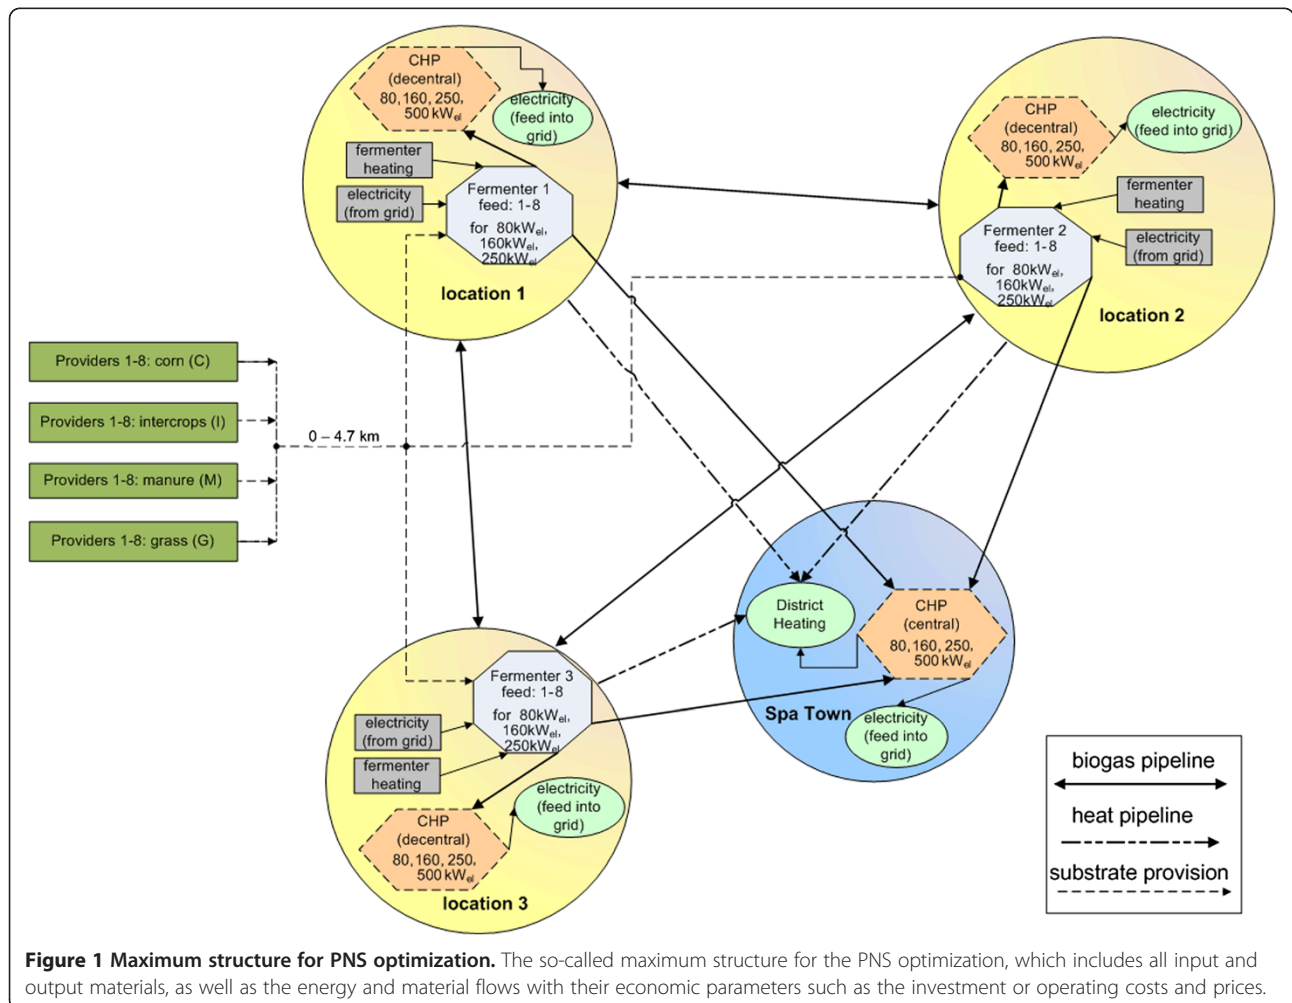 CHP
(decentral)
80, 160, 250,
500 kWel
electricity
(feed into
grid)
fermenter
heating
electricity
(from grid)
Fermenter 1
feed: 1-8
for 80kWel,
160kWel,
250kWel
location 1
CHP
(decentral)
80, 160, 250,
500 kWel
electricity
(feed into grid)
fermenter
heating
electricity
(from grid)
Fermenter 2
feed: 1-8
for 80kWel,
160kWel,
250kWel
location 2
Providers 1-8: corn (C)
Providers 1-8: intercrops (I)
Providers 1-8: manure (M)
Providers 1-8: grass (G)
0 – 4.7 km
District
Heating
CHP
(central)
80, 160, 250,
500 kWel
Spa Town
electricity
(feed into
grid)
Fermenter 3
feed: 1-8
for 80kWel,
160kWel,
250kWel
electricity
(from grid)
fermenter
heating
electricity
(feed into
grid)
CHP
(decentral)
80, 160, 250,
500 kWel
location 3
biogas pipeline
heat pipeline
substrate provision
Figure 1 Maximum structure for PNS optimization. The so-called maximum structure for the PNS optimization, which includes all input and
output materials, as well as the energy and material flows with their economic parameters such as the investment or operating costs and prices.